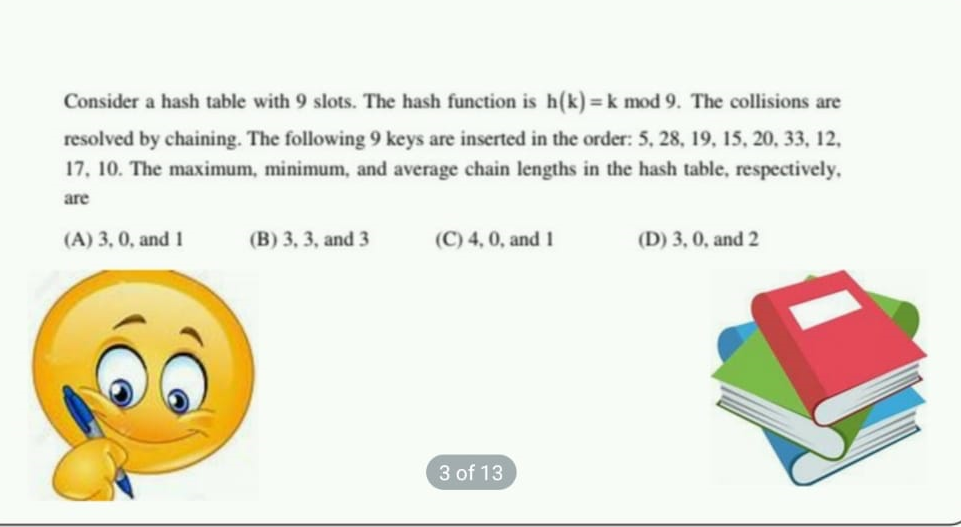 Consider a hash table with 9 slots. The hash function is h(k) = k mod 9. The collisions are
resolved by chaining. The following 9 keys are inserted in the order: 5, 28, 19, 15, 20, 33, 12,
17, 10. The maximum, minimum, and average chain lengths in the hash table, respectively,
are
(A) 3, 0, and 1 (B) 3, 3, and 3 (C) 4, 0, and 1 (D) 3, 0, and 2
3 of 13